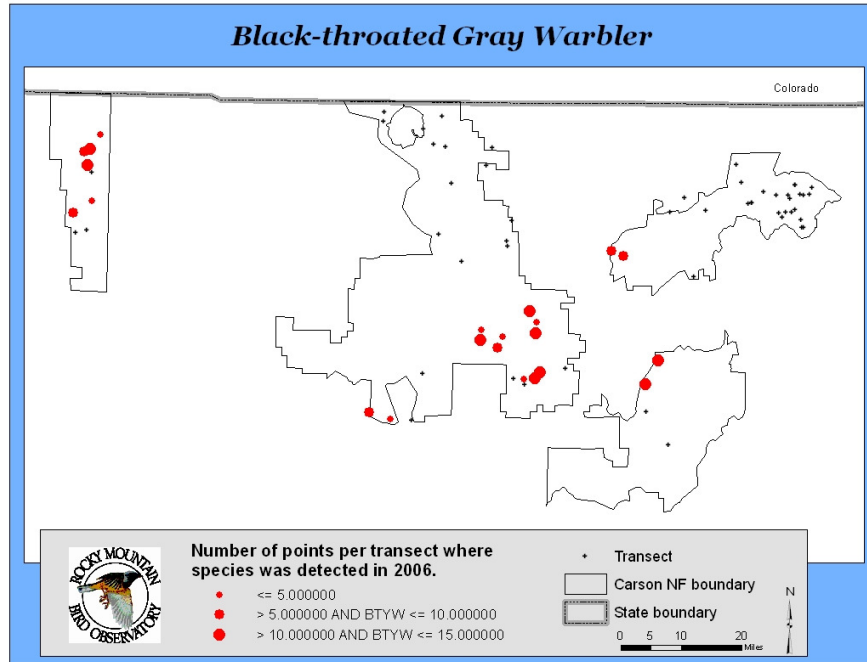 Black-throated Gray Warbler
Colorado
ROCKY MOUNTAIN
BIRD OBSERVATORY
Number of points per transect where
species was detected in 2006.
<= 5.000000
> 5.000000 AND BTYW <= 10.000000
> 10.000000 AND BTYW <= 15.000000
Transect
Carson NF boundary
State boundary
0 5 10 20
Miles
N